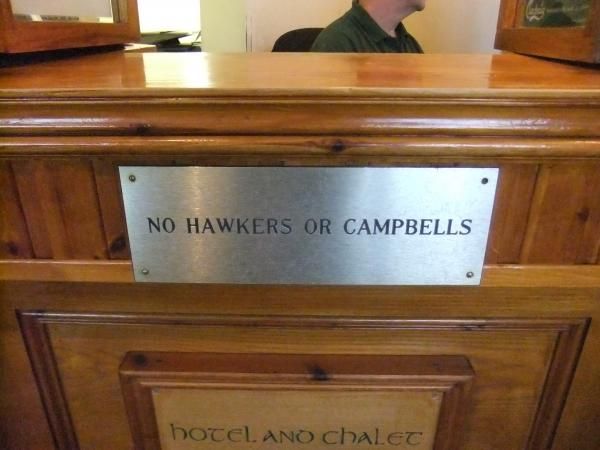 NO HAWKERS OR CAMPBELLS
HOTEL AND CHALET